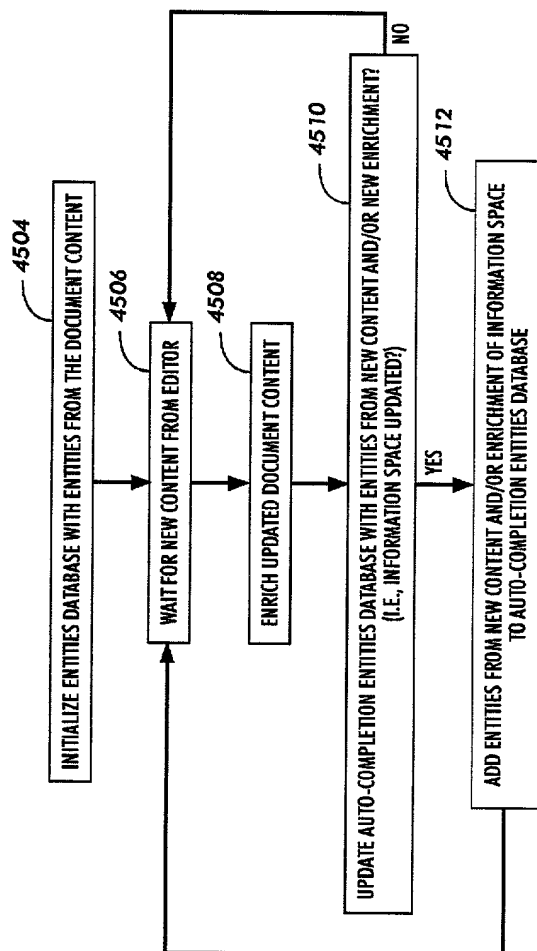 4504
INITIALIZE ENTITIES DATABASE WITH ENTITIES FROM THE DOCUMENT CONTENT
4506
WAIT FOR NEW CONTENT FROM EDITOR
4508
ENRICH UPDATED DOCUMENT CONTENT
4510
UPDATE AUTO-COMPLETION ENTITIES DATABASE WITH ENTITIES FROM NEW CONTENT AND/OR NEW ENRICHMENT?
(I.E., INFORMATION SPACE UPDATED?)
NO
YES
4512
ADD ENTITIES FROM NEW CONTENT AND/OR ENRICHMENT OF INFORMATION SPACE
TO AUTO-COMPLETION ENTITIES DATABASE